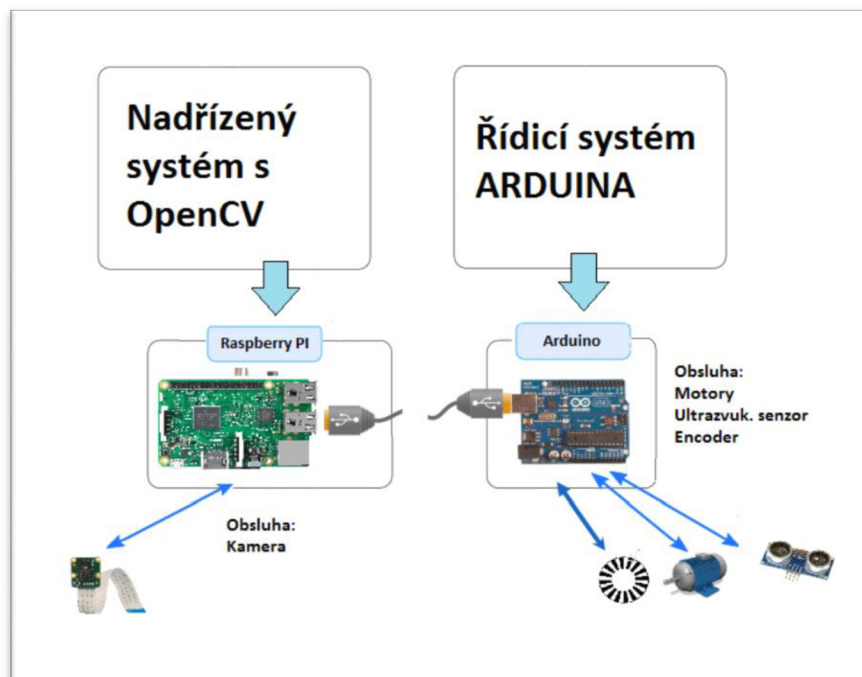 Nadřízený
systém s
OpenCV
Řídicí systém
ARDUINA
Raspberry PI
Arduino
Obsluha:
Motory
Ultrazvuk. senzor
Encoder
Obsluha:
Kamera